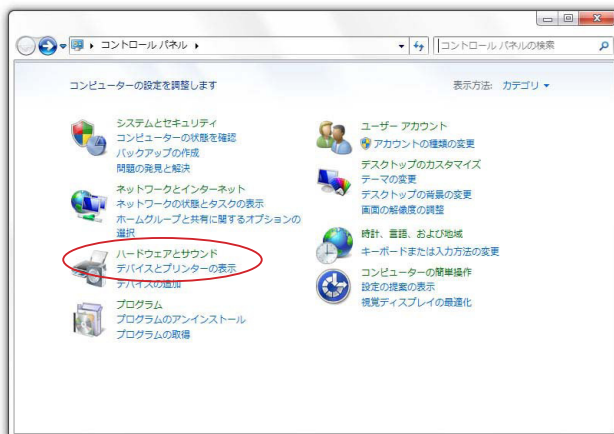 コントロール パネル
コントロール パネルの検索
コンピューターの設定を調整します
表示方法: カテゴリ
システムとセキュリティ
コンピューターの状態を確認
バックアップの作成
問題の発見と解決
ネットワークとインターネット
ネットワークの状態とタスクの表示
ホームグループと共有に関するオプションの
選択
ハードウェアとサウンド
デバイスとプリンターの表示
デバイスの追加
プログラム
プログラムのアンインストール
プログラムの取得
ユーザー アカウント
アカウントの種類の変更
デスクトップのカスタマイズ
テーマの変更
デスクトップの背景の変更
画面の解像度の調整
時計、言語、および地域
キーボードまたは入力方法の変更
コンピューターの簡単操作
設定の提案の表示
視覚ディスプレイの最適化